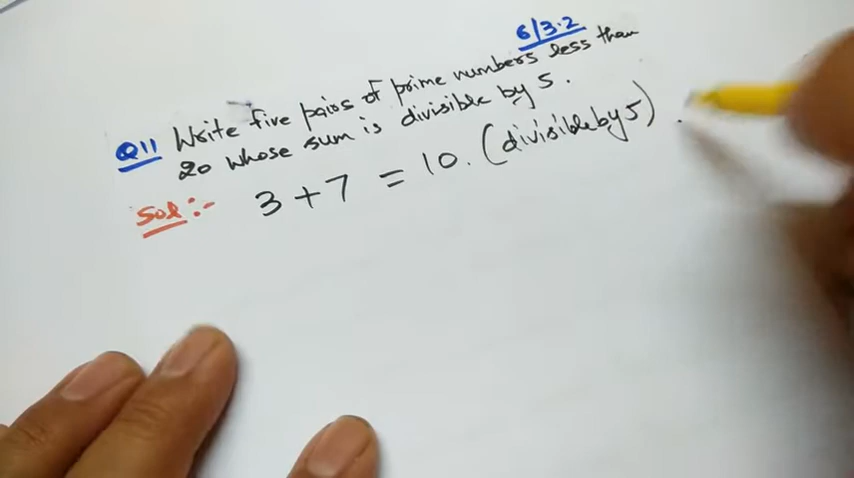 6/3.2
Q11 Write five pairs of prime numbers less than
20 whose sum is divisible by 5.
Sol:- 3+7 = 10. (divisible by 5).